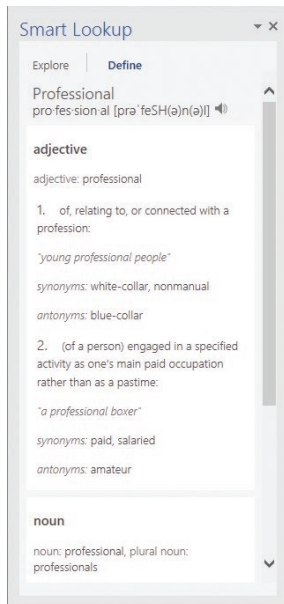 Smart Lookup
Explore
Define
Professional
pro·fes·sion·al [prəˈfeSH(ə)n(ə)l]
adjective
adjective: professional
1. of, relating to, or connected with a
profession:
"young professional people"
synonyms: white-collar, nonmanual
antonyms: blue-collar
2. (of a person) engaged in a specified
activity as one's main paid occupation
rather than as a pastime:
"a professional boxer"
synonyms: paid, salaried
antonyms: amateur
noun
noun: professional, plural noun:
professionals